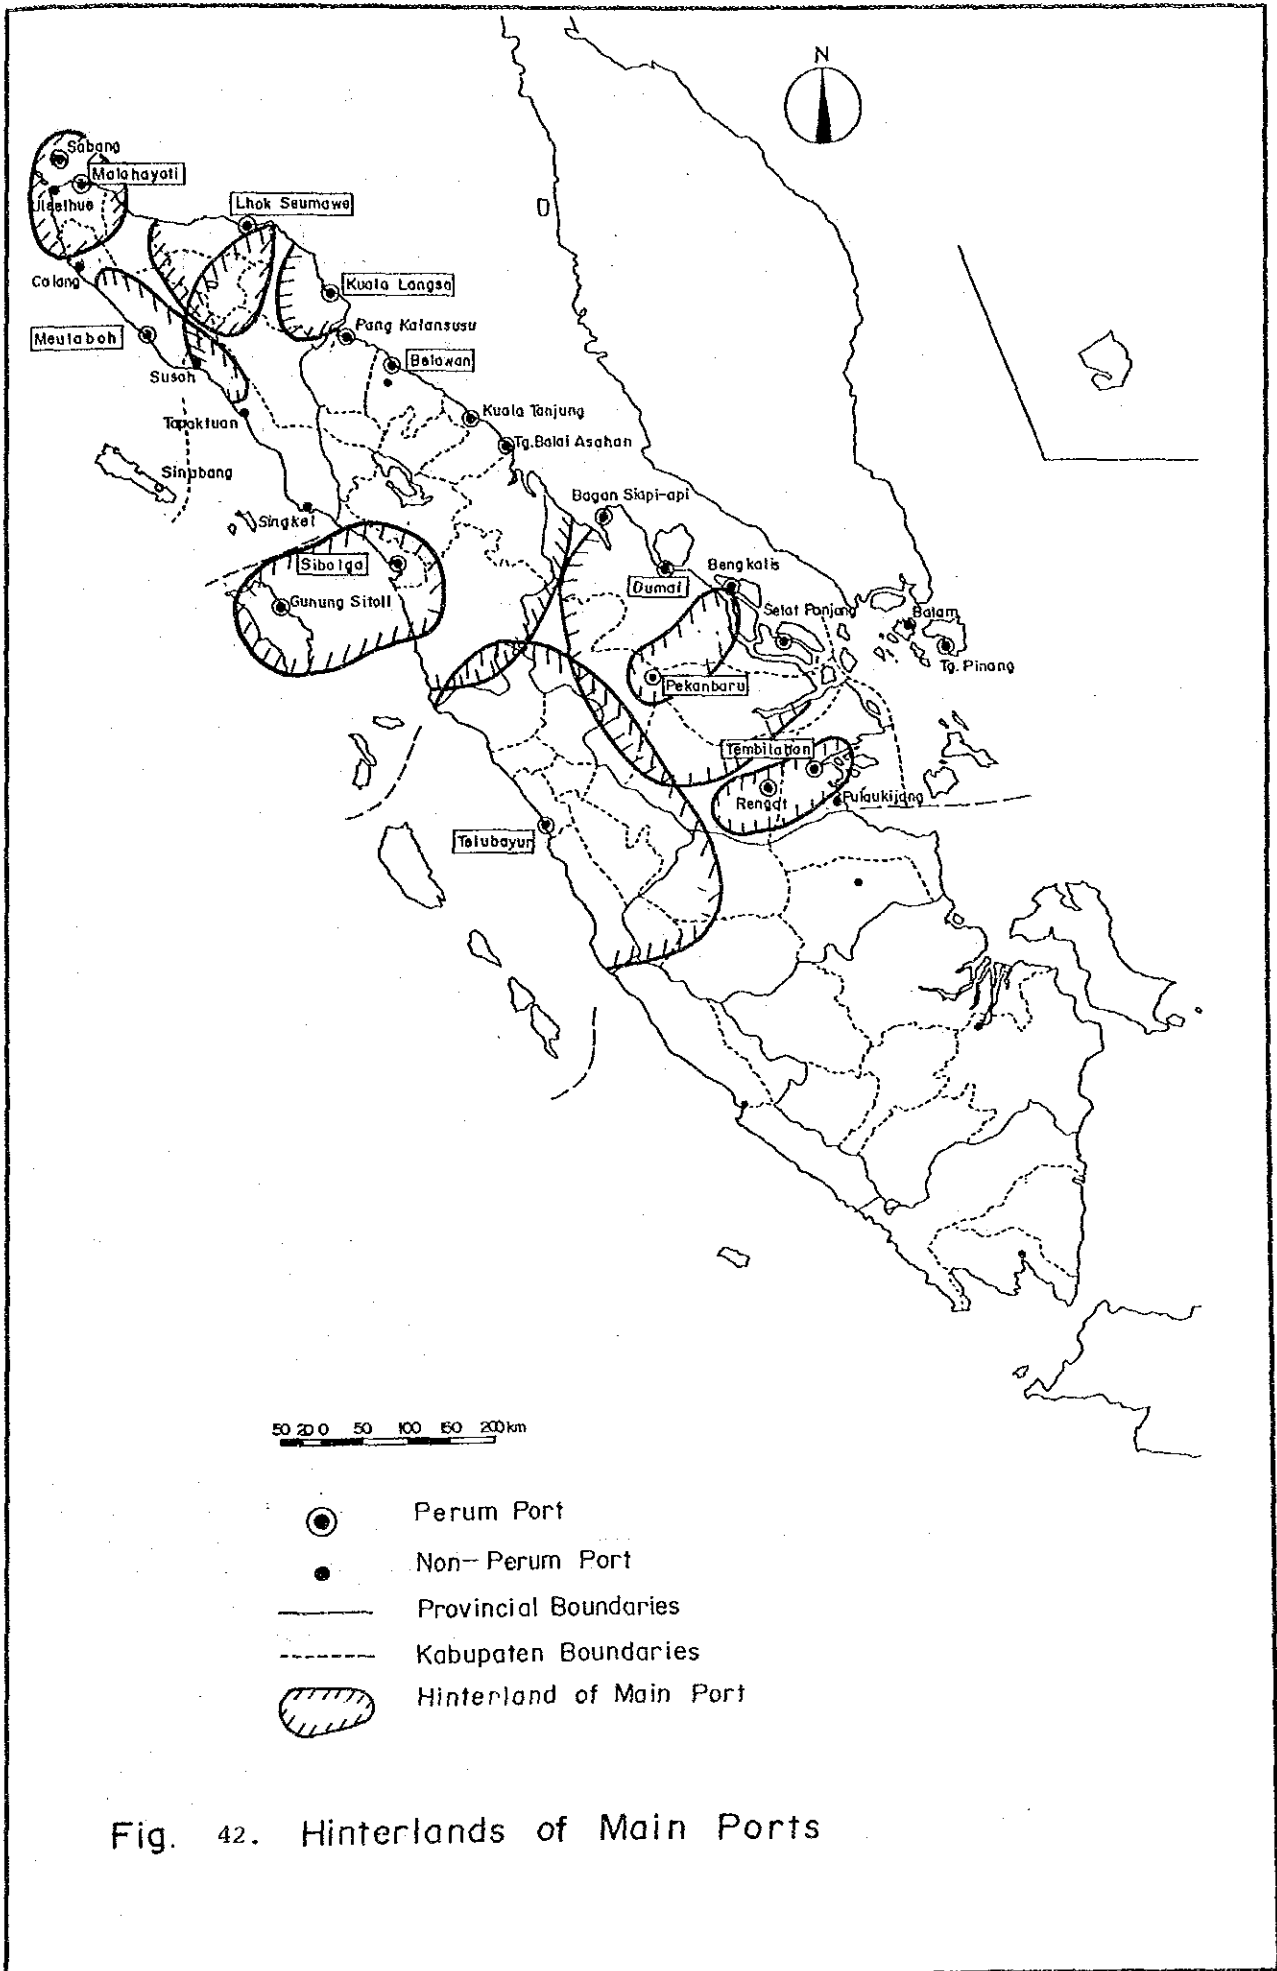 N
Sabang
Malahayati
Uleelhue
Lhok Seumawe
Calang
Kuala Langsa
Meulaboh
Pang Kalansusu
Belawan
Susoh
Kuala Tanjung
Tapaktuan
Tg. Balai Asahan
Sinabang
Bagan Siapi-api
Singkel
Sibolga
Dumai
Bengkalis
Gunung Sitoli
Selat Panjang
Batam
Tg. Pinang
Pekanbaru
Tembilahan
Rengat
Pulaukijang
Telubayur
50 20 0 50 100 150 200 km
Perum Port
Non-Perum Port
Provincial Boundaries
Kabupaten Boundaries
Hinterland of Main Port
Fig. 42. Hinterlands of Main Ports